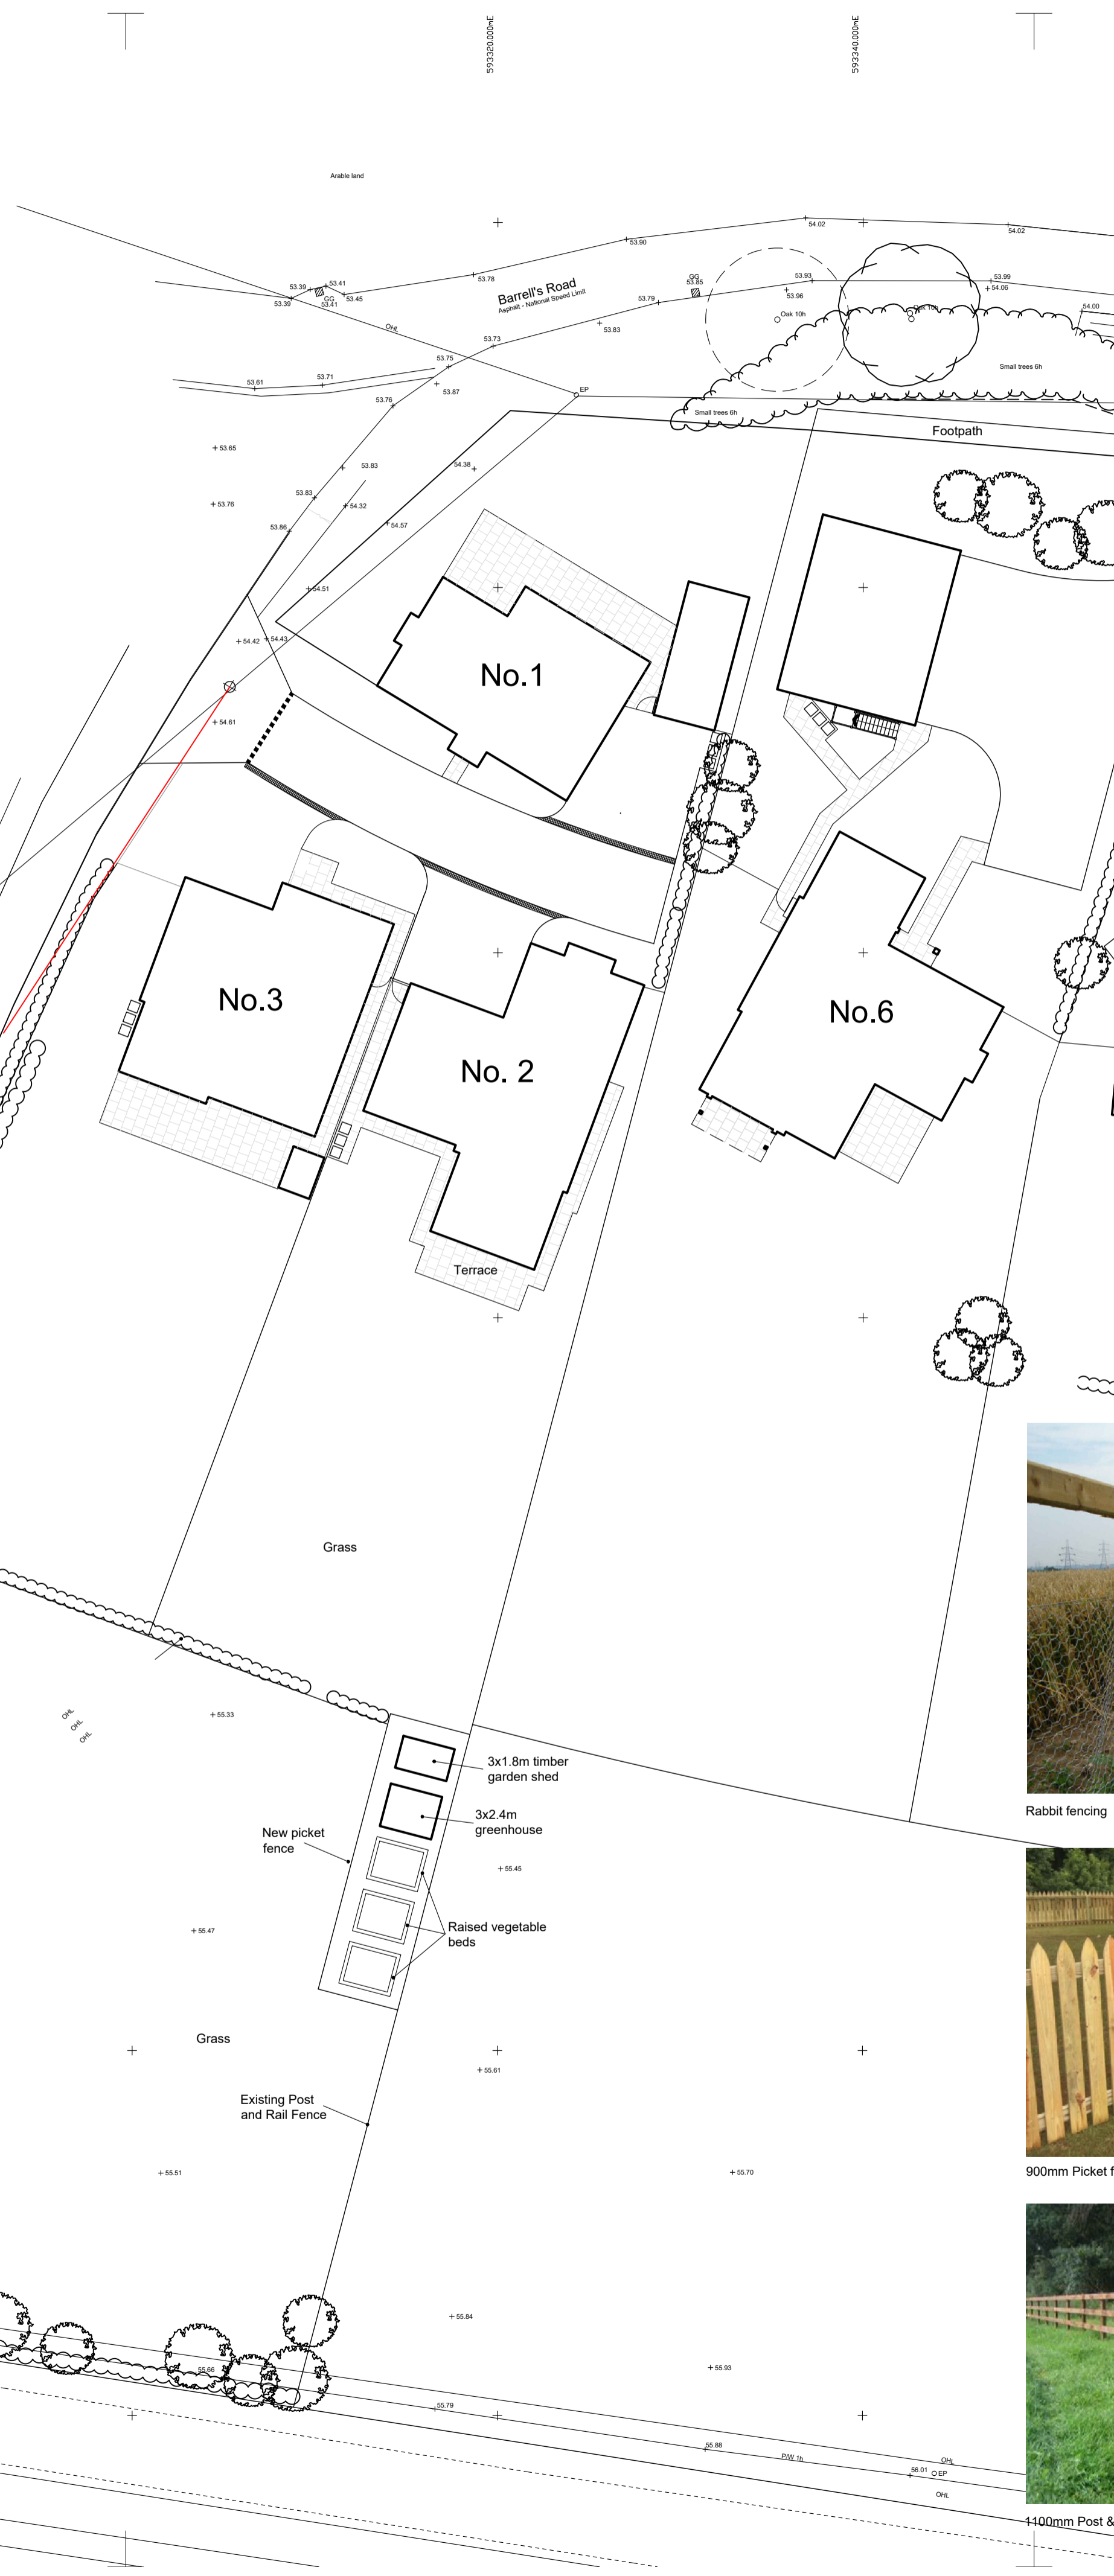 593320.000mE
593340.000mE
Arable land
54.02
54.02
53.90
53.78
GG
53.85
53.93
53.99
54.06
53.39
53.41
GG
53.41
53.45
53.39
Barrell's Road
Asphalt - National Speed Limit
53.79
53.96
54.00
OHL
53.83
Oak 10h
53.73
53.75
Small trees 6h
53.71
53.61
53.87
EP
53.76
Small trees 6h
Footpath
53.65
54.38
53.83
53.83
53.76
54.32
53.86
54.57
54.51
54.42
54.43
No.1
54.61
No.3
No.6
No. 2
Terrace
Grass
OHL
OHL
OHL
55.33
3x1.8m timber
garden shed
3x2.4m
greenhouse
Rabbit fencing
New picket
fence
55.45
55.47
Raised vegetable
beds
Grass
55.61
Existing Post
and Rail Fence
55.51
55.70
900mm Picket f
55.84
55.93
55.66
55.79
55.88
P/W 1h
OHL
56.01
EP
OHL
1100mm Post &